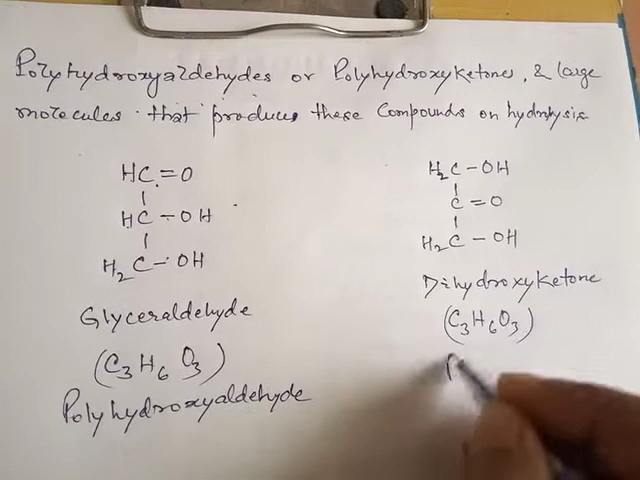 Polyhydroxyaldehydes or Polyhydroxyketones, & large
molecules that produces these Compounds on hydrolysis
HC=O
HC-OH
H₂C-OH
Glyceraldehyde
(C₃H₆O₃)
Polyhydroxyaldehyde
H₂C-OH
C=O
H₂C-OH
Dihydroxyketone
(C₃H₆O₃)